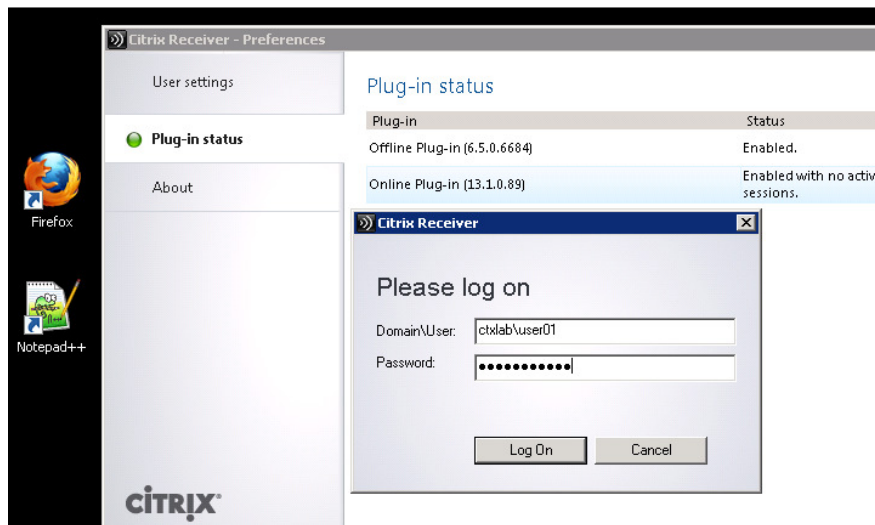 Citrix Receiver - Preferences
User settings
Plug-in status
About
Plug-in status
Plug-in Status
Offline Plug-in (6.5.0.6684) Enabled.
Online Plug-in (13.1.0.89) Enabled with no
sessions.
Firefox
Notepad++
Citrix Receiver
Please log on
Domain\User: ctxlab\user01
Password: ●●●●●●●●●●●
Log On Cancel
CITRIX